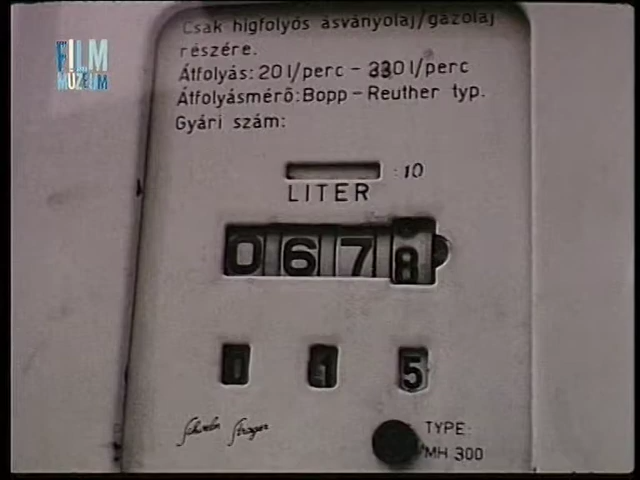 FILM
MÚZEUM
Csak higfolyós ásványolaj/gázolaj
részére.
Átfolyás: 20 l/perc - 330 l/perc
Átfolyásmérő: Bopp - Reuther typ.
Gyári szám:
: 10
LITER
0678
0 1 5
TYPE:
MH 300